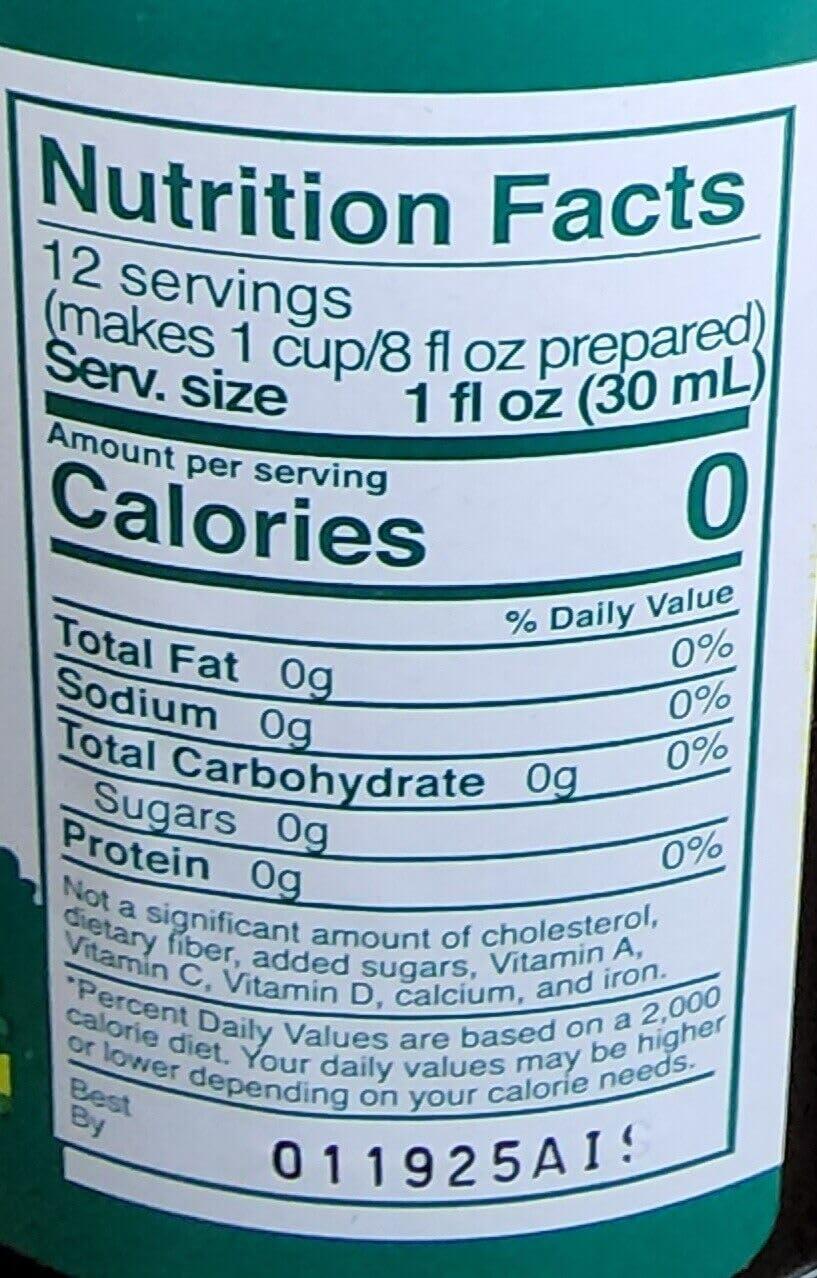 Nutrition Facts
12 servings
(makes 1 cup/8 fl oz prepared)
Serv. size 1 fl oz (30 mL)
Amount per serving
Calories 0
% Daily Value
Total Fat 0g 0%
Sodium 0g 0%
Total Carbohydrate 0g 0%
Sugars 0g
Protein 0g 0%
Not a significant amount of cholesterol,
dietary fiber, added sugars, Vitamin A,
Vitamin C, Vitamin D, calcium, and iron.
*Percent Daily Values are based on a 2,000
calorie diet. Your daily values may be higher
or lower depending on your calorie needs.
Best
By
011925AI